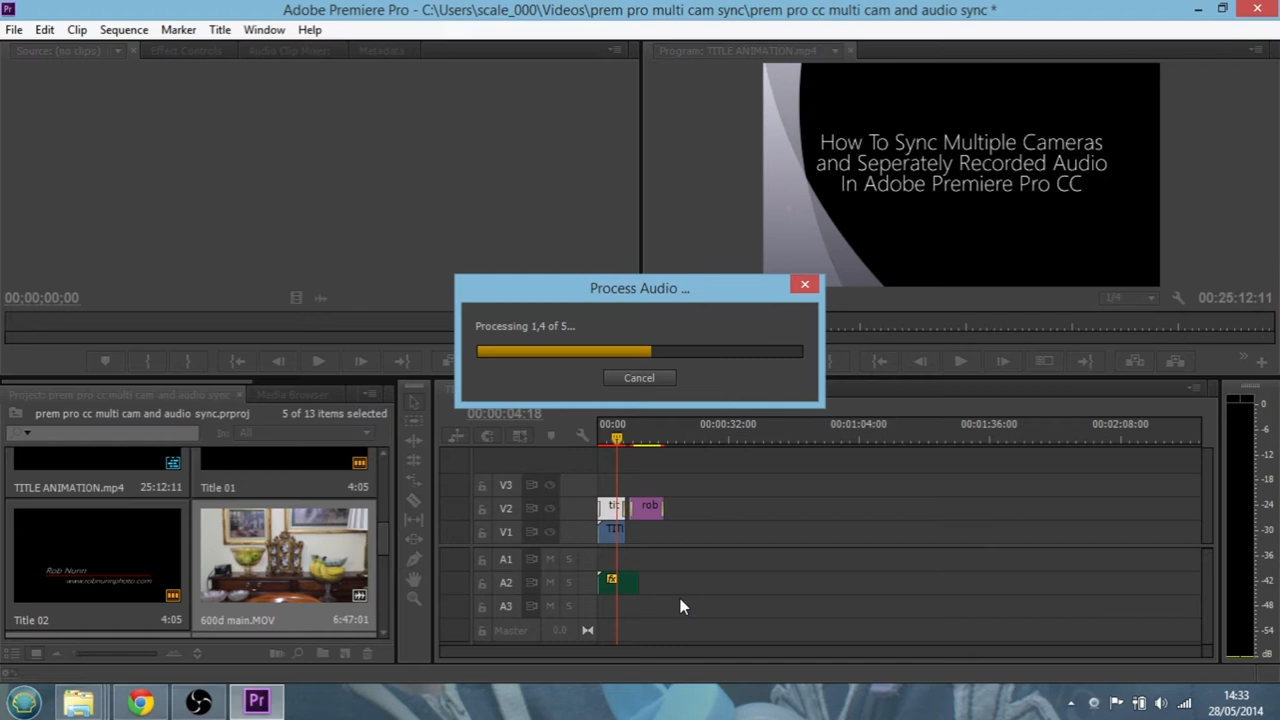 Adobe Premiere Pro - C:\Users\scale_000\Videos\prem pro multi cam sync\prem pro cc multi cam and audio sync *
File Edit Clip Sequence Marker Title Window Help
Source: (no clips) Effect Controls Audio Clip Mixer: Metadata
Program: TITLE ANIMATION.mp4
How To Sync Multiple Cameras
and Seperately Recorded Audio
In Adobe Premiere Pro CC
Process Audio ...
Processing 1,4 of 5...
Cancel
00;00;00;00
1/4 00:25:12:11
Project: prem pro cc multi cam and audio sync Media Browser
prem pro cc multi cam and audio sync.prproj 5 of 13 items selected
In: All
TITLE ANIMATION.mp4 25:12:11
Title 01 4:05
Rob Nunn
www.robnunnphoto.com
Title 02 4:05
600d main.MOV 6:47:01
00:00:04:18
00:00 00:00:32:00 00:01:04:00 00:01:36:00 00:02:08:00
V3
V2 tit rob
V1 TIT
A1 M S
A2 M S fx
A3 M S
Master 0.0
0
-6
-12
-18
-24
-30
-36
-42
-48
-54
dB
Pr
14:33
28/05/2014